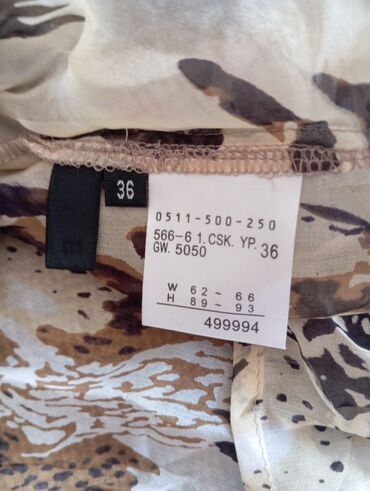 36
0511-500-250
566-6 1. CSK. YP. 36
GW. 5050
W 62 - 66
H 89 - 93
499994